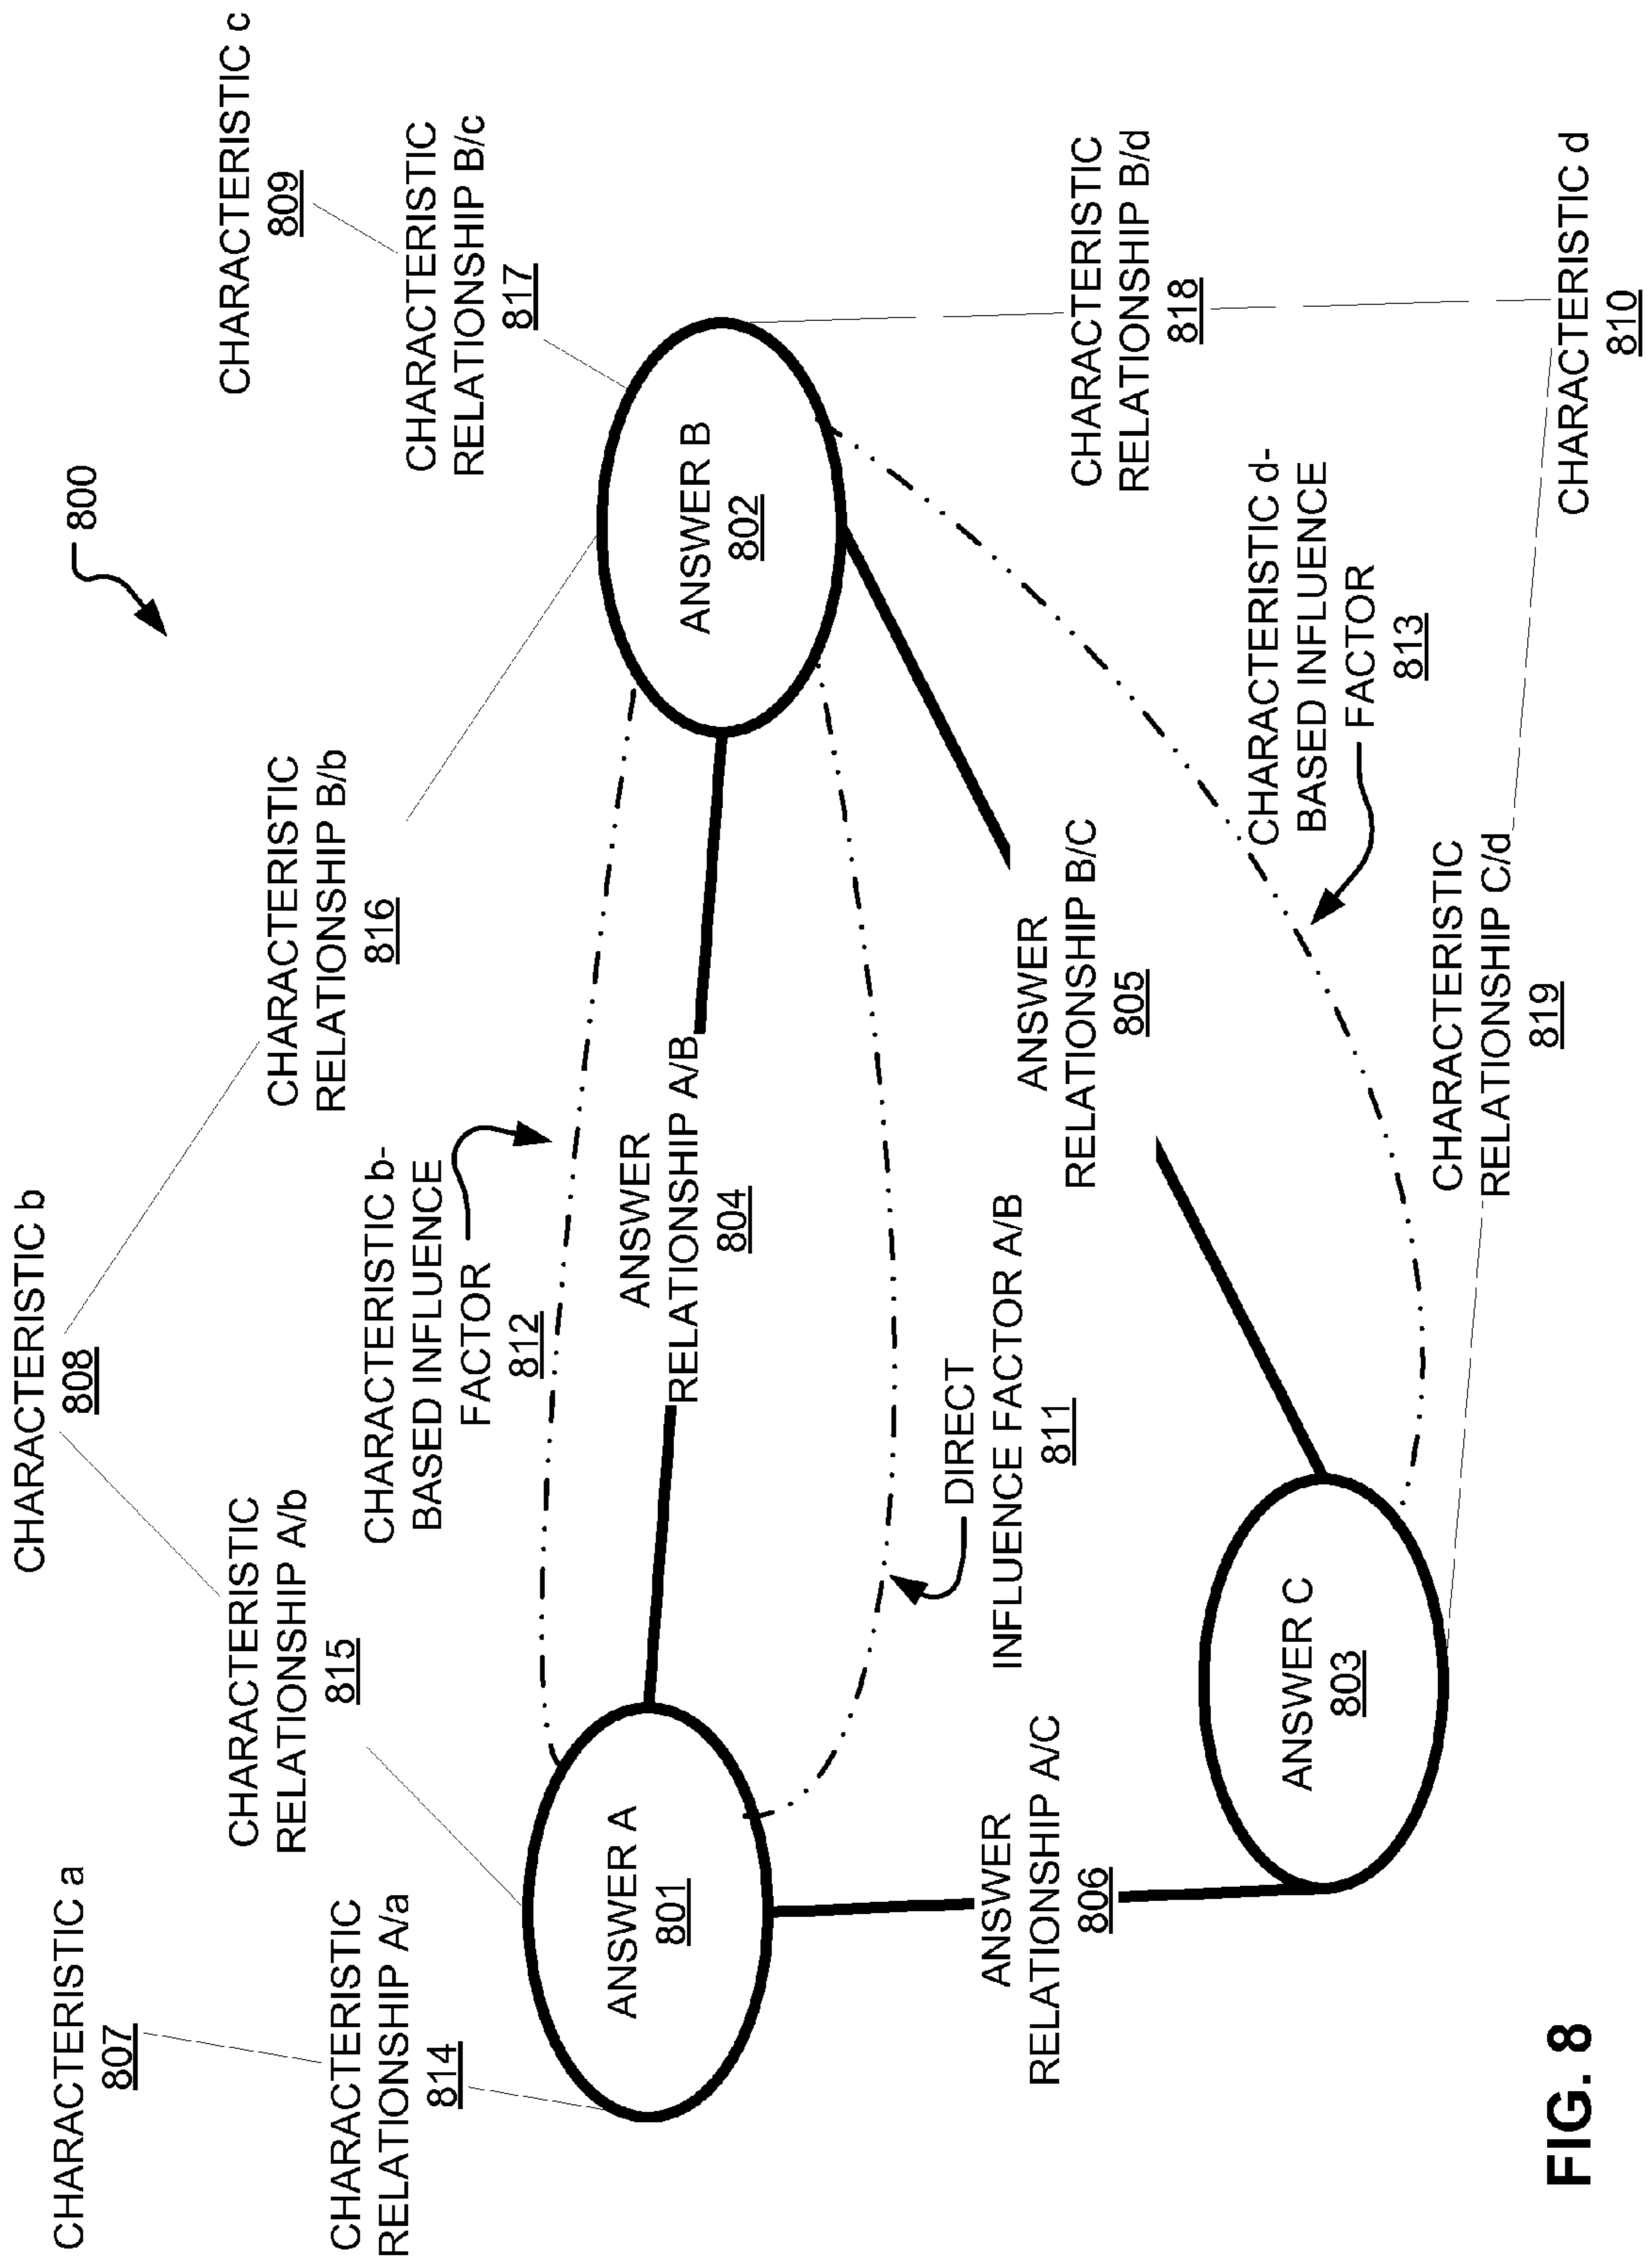 800
CHARACTERISTIC b
808
CHARACTERISTIC a
807
CHARACTERISTIC c
809
CHARACTERISTIC
RELATIONSHIP A/a
814
CHARACTERISTIC
RELATIONSHIP A/b
815
CHARACTERISTIC
RELATIONSHIP B/b
816
CHARACTERISTIC
RELATIONSHIP B/c
817
CHARACTERISTIC b-
BASED INFLUENCE
FACTOR
812
ANSWER A
801
ANSWER
RELATIONSHIP A/B
804
ANSWER B
802
DIRECT
INFLUENCE FACTOR A/B
811
ANSWER
RELATIONSHIP A/C
806
ANSWER
RELATIONSHIP B/C
805
CHARACTERISTIC
RELATIONSHIP B/d
818
CHARACTERISTIC d-
BASED INFLUENCE
FACTOR
813
ANSWER C
803
CHARACTERISTIC
RELATIONSHIP C/d
819
CHARACTERISTIC d
810
FIG. 8